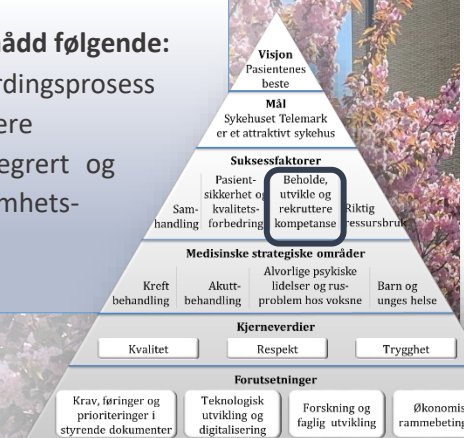 ådd følgende:
rdingsprosess
ere
egrert og
mhets-
Visjon
Pasientenes
beste
Mål
Sykehuset Telemark
er et attraktivt sykehus
Suksessfaktorer
Sam-
handling
Pasient-
sikkerhet og
kvalitets-
forbedring
Beholde,
utvikle og
rekruttere
kompetanse
Riktig
ressursbruk
Medisinske strategiske områder
Kreft
behandling
Akutt-
behandling
Alvorlige psykiske
lidelser og rus-
problem hos voksne
Barn og
unges helse
Kjerneverdier
Kvalitet
Respekt
Trygghet
Forutsetninger
Krav, føringer og
prioriteringer i
styrende dokumenter
Teknologisk
utvikling og
digitalisering
Forskning og
faglig utvikling
Økonomis
rammebeting